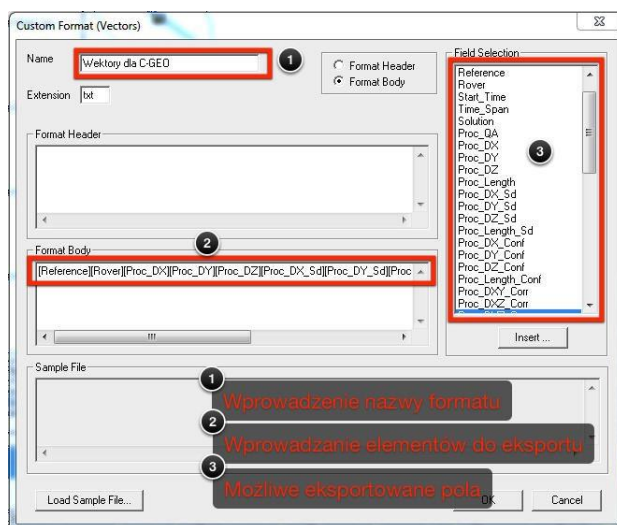 Custom Format (Vectors)
Name
Wektory dla C-GEO
1
Extension
txt
Format Header
Format Body
Field Selection
Reference
Rover
Start_Time
Time_Span
Solution
Proc_QA
Proc_DX
Proc_DY
Proc_DZ
Proc_Length
Proc_DX_Sd
Proc_DY_Sd
Proc_DZ_Sd
Proc_Length_Sd
Proc_DX_Conf
Proc_DY_Conf
Proc_DZ_Conf
Proc_Length_Conf
Proc_DXY_Corr
Proc_DXZ_Corr
3
Insert ...
Format Header
2
Format Body
[Reference][Rover][Proc_DX][Proc_DY][Proc_DZ][Proc_DX_Sd][Proc_DY_Sd][Proc
Sample File
1
Wprowadzenie nazwy formatu
2
Wprowadzanie elementów do eksportu
3
Możliwe eksportowane pola
Load Sample File...
OK
Cancel